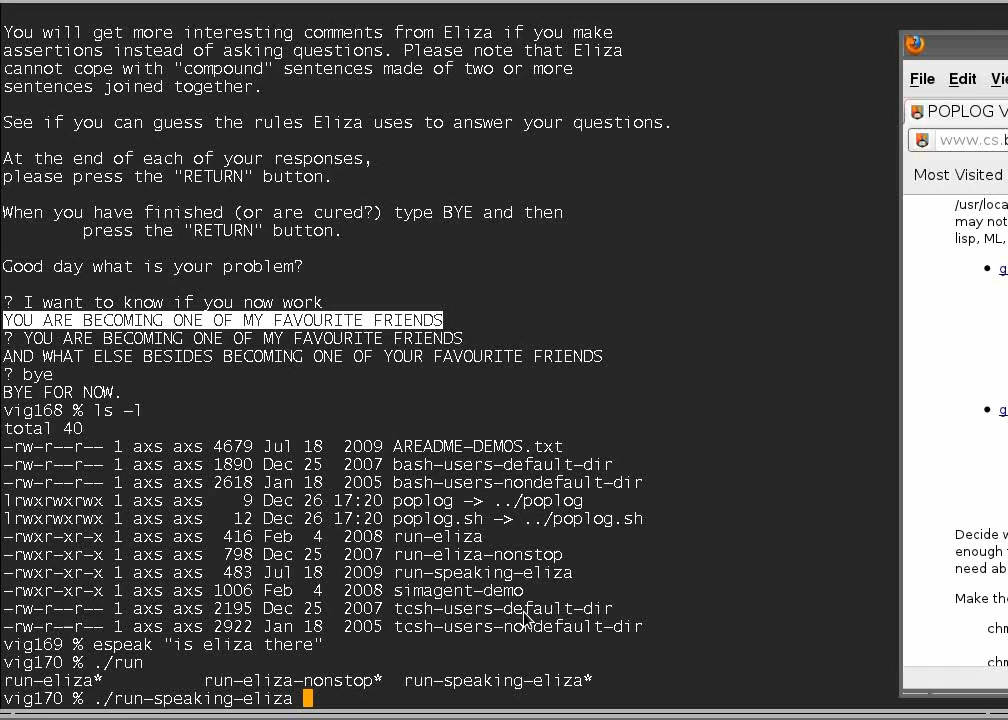 You will get more interesting comments from Eliza if you make
assertions instead of asking questions. Please note that Eliza
cannot cope with "compound" sentences made of two or more
sentences joined together.
See if you can guess the rules Eliza uses to answer your questions.
At the end of each of your responses,
please press the "RETURN" button.
When you have finished (or are cured?) type BYE and then
press the "RETURN" button.
Good day what is your problem?
? I want to know if you now work
YOU ARE BECOMING ONE OF MY FAVOURITE FRIENDS
? YOU ARE BECOMING ONE OF MY FAVOURITE FRIENDS
AND WHAT ELSE BESIDES BECOMING ONE OF YOUR FAVOURITE FRIENDS
? bye
BYE FOR NOW.
vig168 % ls -l
total 40
-rw-r--r-- 1 axs axs 4679 Jul 18  2009 AREADME-DEMOS.txt
-rw-r--r-- 1 axs axs 1890 Dec 25  2007 bash-users-default-dir
-rw-r--r-- 1 axs axs 2618 Jan 18  2005 bash-users-nondefault-dir
lrwxrwxrwx 1 axs axs    9 Dec 26 17:20 poplog -> ../poplog
lrwxrwxrwx 1 axs axs   12 Dec 26 17:20 poplog.sh -> ../poplog.sh
-rwxr-xr-x 1 axs axs  416 Feb  4  2008 run-eliza
-rwxr-xr-x 1 axs axs  798 Dec 25  2007 run-eliza-nonstop
-rwxr-xr-x 1 axs axs  483 Jul 18  2009 run-speaking-eliza
-rwxr-xr-x 1 axs axs 1006 Feb  4  2008 simagent-demo
-rw-r--r-- 1 axs axs 2195 Dec 25  2007 tcsh-users-default-dir
-rw-r--r-- 1 axs axs 2922 Jan 18  2005 tcsh-users-nondefault-dir
vig169 % espeak "is eliza there"
vig170 % ./run
run-eliza*          run-eliza-nonstop*  run-speaking-eliza*
vig170 % ./run-speaking-eliza
File Edit Vie
POPLOG V
www.cs.b
Most Visited
/usr/loca
may not
lisp, ML,
g
g
Decide w
enough
need ab
Make the
chm
chm